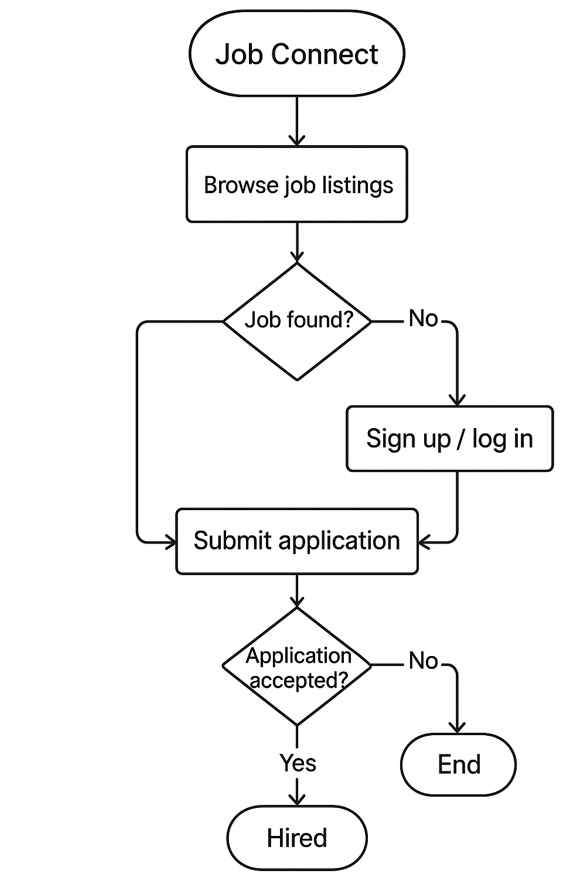 Job Connect
Browse job listings
Job found?
No
Sign up / log in
Submit application
Application
accepted?
No
Yes
End
Hired